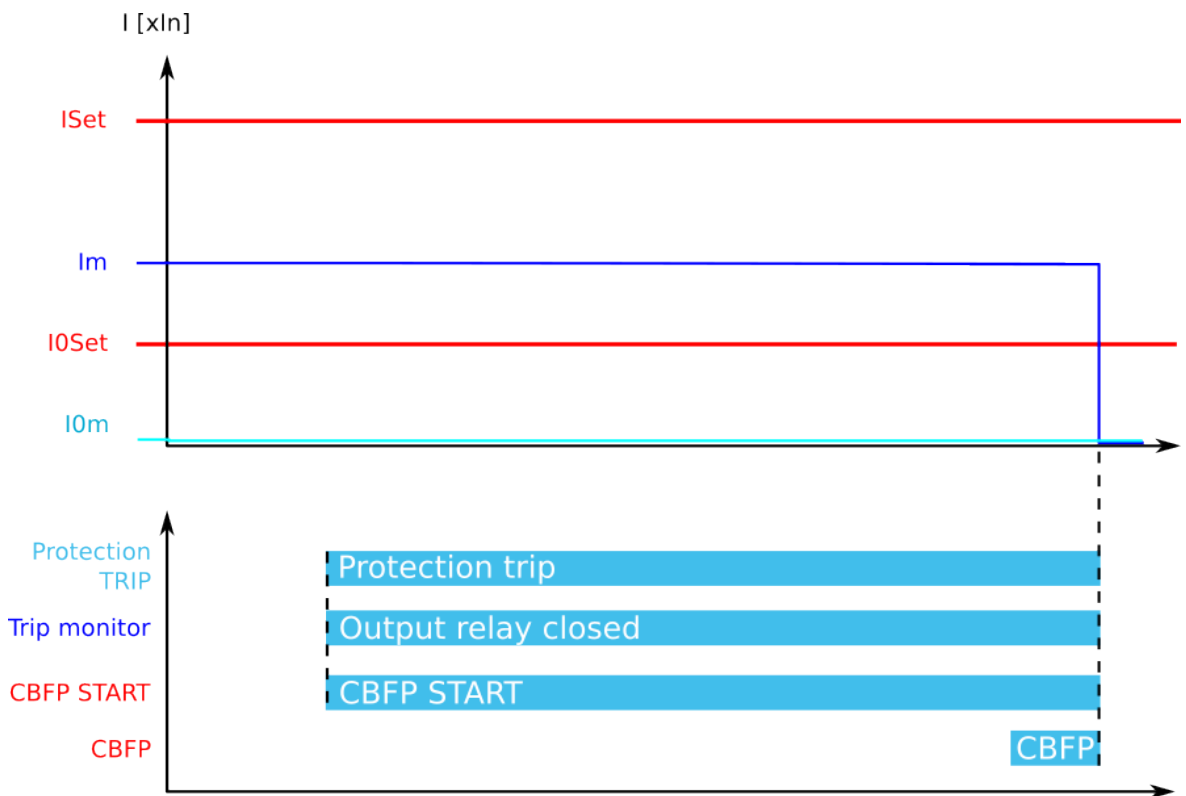 I [xIn]
ISet
Im
I0Set
I0m
Protection
TRIP
Protection trip
Trip monitor
Output relay closed
CBFP START
CBFP START
CBFP
CBFP